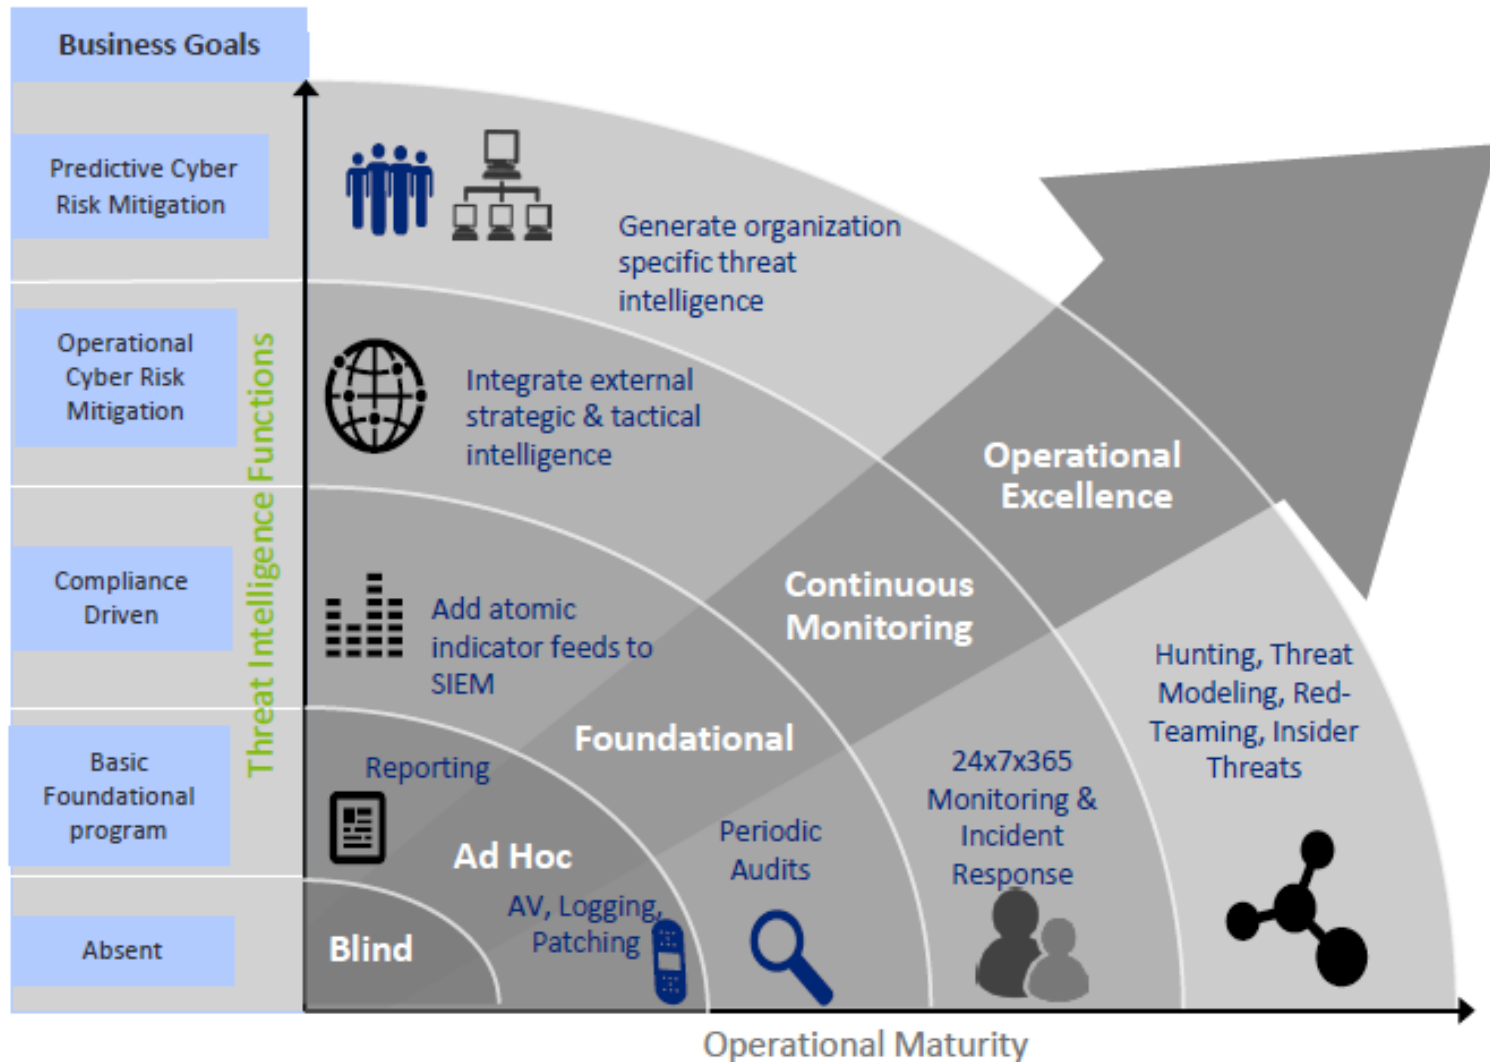 Business Goals
Predictive Cyber
Risk Mitigation
Operational
Cyber Risk
Mitigation
Compliance
Driven
Basic
Foundational
program
Absent
Threat Intelligence Functions
Generate organization
specific threat
intelligence
Integrate external
strategic & tactical
intelligence
Add atomic
indicator feeds to
SIEM
Reporting
Operational
Excellence
Continuous
Monitoring
Foundational
Ad Hoc
Blind
AV, Logging,
Patching
Periodic
Audits
24x7x365
Monitoring &
Incident
Response
Hunting, Threat
Modeling, Red-
Teaming, Insider
Threats
Operational Maturity